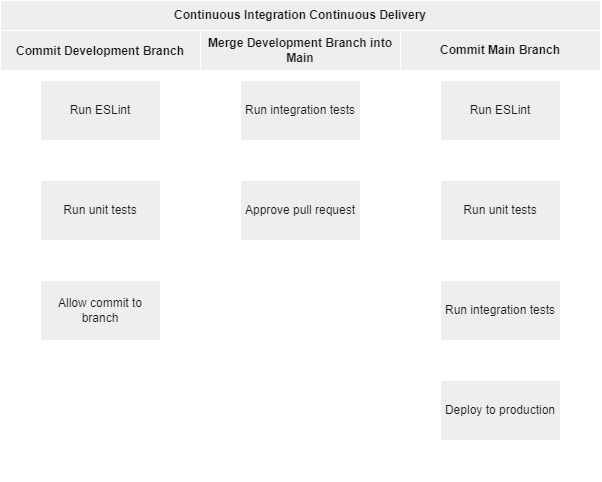 Continuous Integration Continuous Delivery
Commit Development Branch
Merge Development Branch into
Main
Commit Main Branch
Run ESLint
Run integration tests
Run ESLint
Run unit tests
Approve pull request
Run unit tests
Allow commit to
branch
Run integration tests
Deploy to production